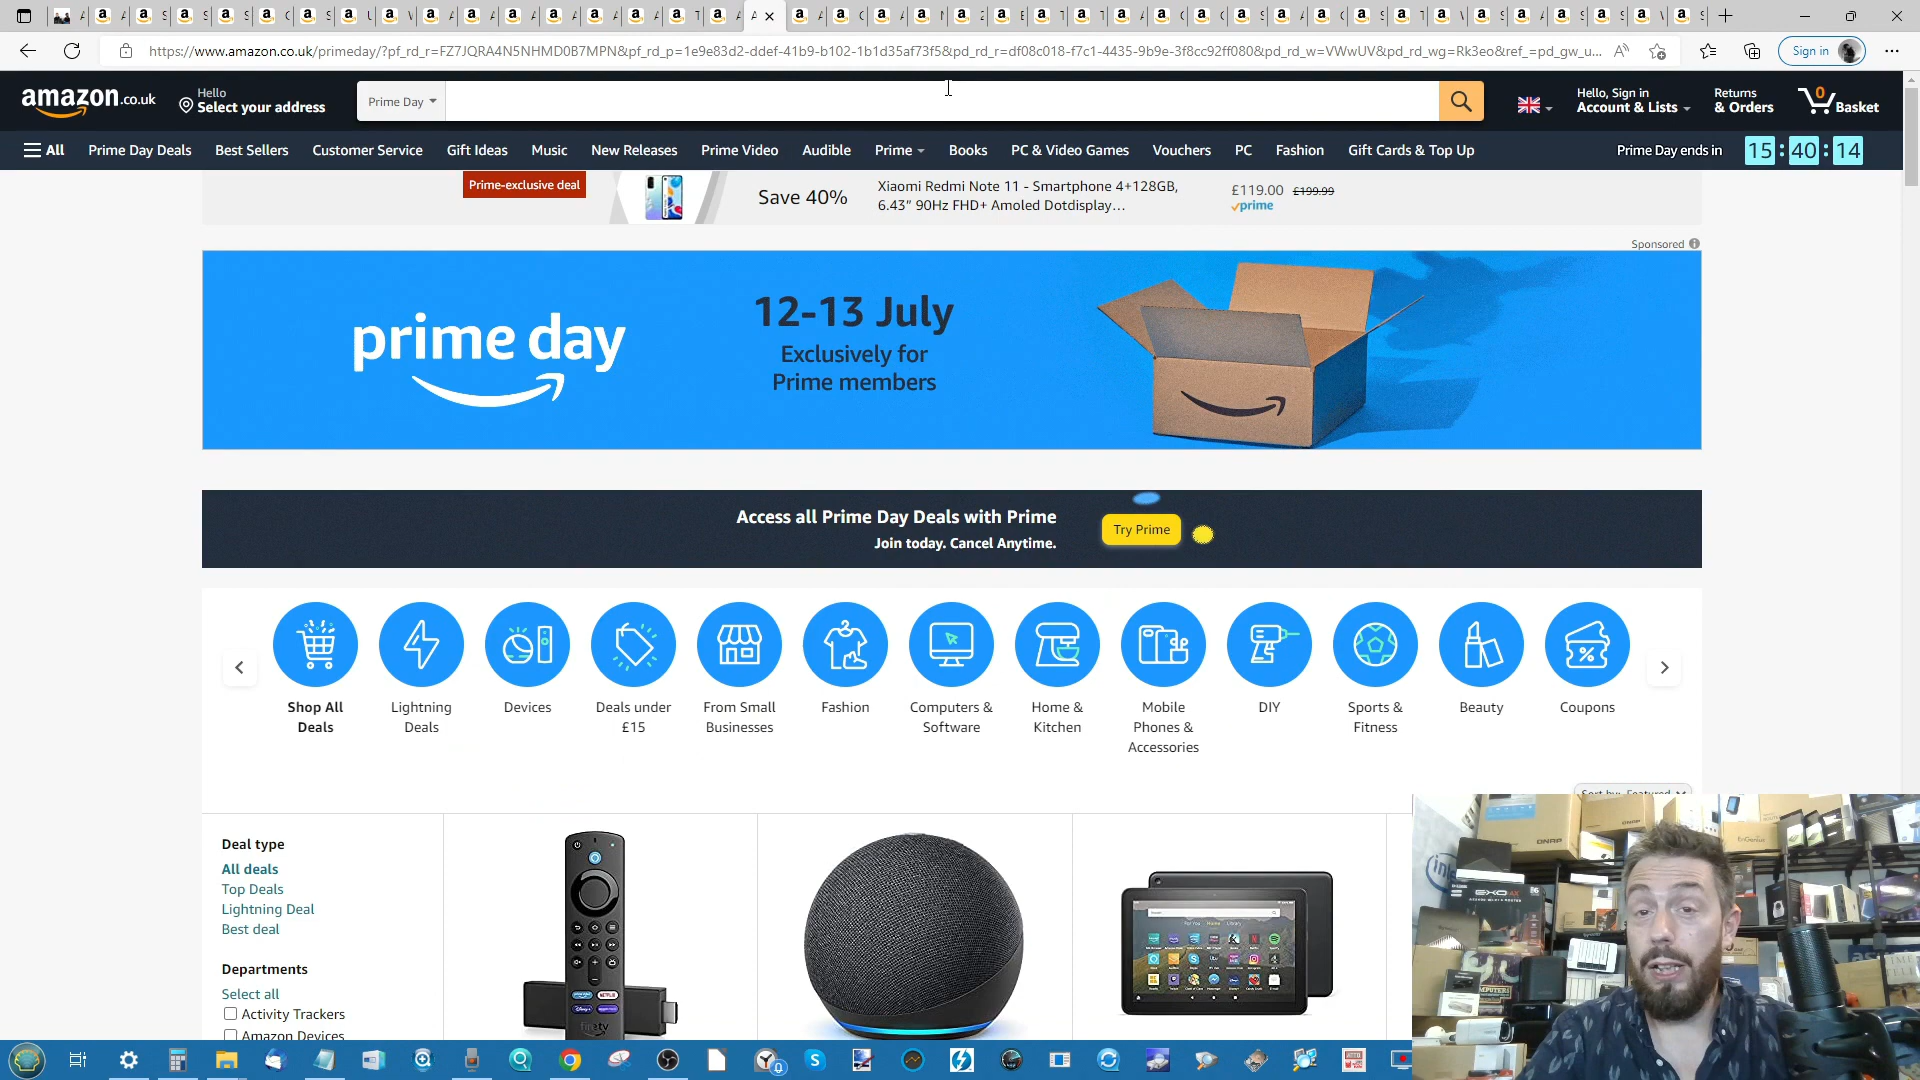 https://www.amazon.co.uk/primeday/?pf_rd_r=FZ7JQRA4N5NHMD0B7MPN&pf_rd_p=1e9e83d2-ddef-41b9-b102-1b1d35af73f5&pd_rd_r=df08c018-f7c1-4435-9b9e-3f8cc92ff080&pd_rd_w=VWwUV&pd_rd_wg=Rk3eo&ref_=pd_gw_u...
Sign in
amazon.co.uk
Hello
Select your address
Prime Day
Hello, Sign in
Account & Lists
Returns
& Orders
0
Basket
All
Prime Day Deals
Best Sellers
Customer Service
Gift Ideas
Music
New Releases
Prime Video
Audible
Prime
Books
PC & Video Games
Vouchers
PC
Fashion
Gift Cards & Top Up
Prime Day ends in
15 : 40 : 14
Prime-exclusive deal
Save 40%
Xiaomi Redmi Note 11 - Smartphone 4+128GB,
6.43” 90Hz FHD+ Amoled Dotdisplay…
£119.00 £199.99
prime
Sponsored
prime day
12-13 July
Exclusively for
Prime members
Access all Prime Day Deals with Prime
Join today. Cancel Anytime.
Try Prime
Shop All
Deals
Lightning
Deals
Devices
Deals under
£15
From Small
Businesses
Fashion
Computers &
Software
Home &
Kitchen
Mobile
Phones &
Accessories
DIY
Sports &
Fitness
Beauty
Coupons
Sort by: Featured
Deal type
All deals
Top Deals
Lightning Deal
Best deal
Departments
Select all
Activity Trackers
Amazon Devices
firetv
intel
QNAP